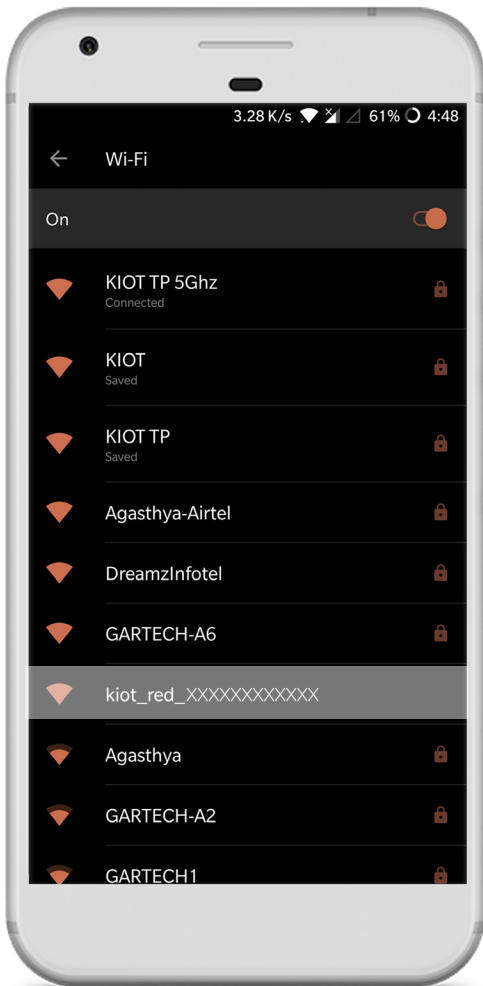 3.28 K/s 61% 4:48
Wi-Fi
On
KIOT TP 5Ghz
Connected
KIOT
Saved
KIOT TP
Saved
Agasthya-Airtel
DreamzInfotel
GARTECH-A6
kiot_red_XXXXXXXXXXXX
Agasthya
GARTECH-A2
GARTECH1